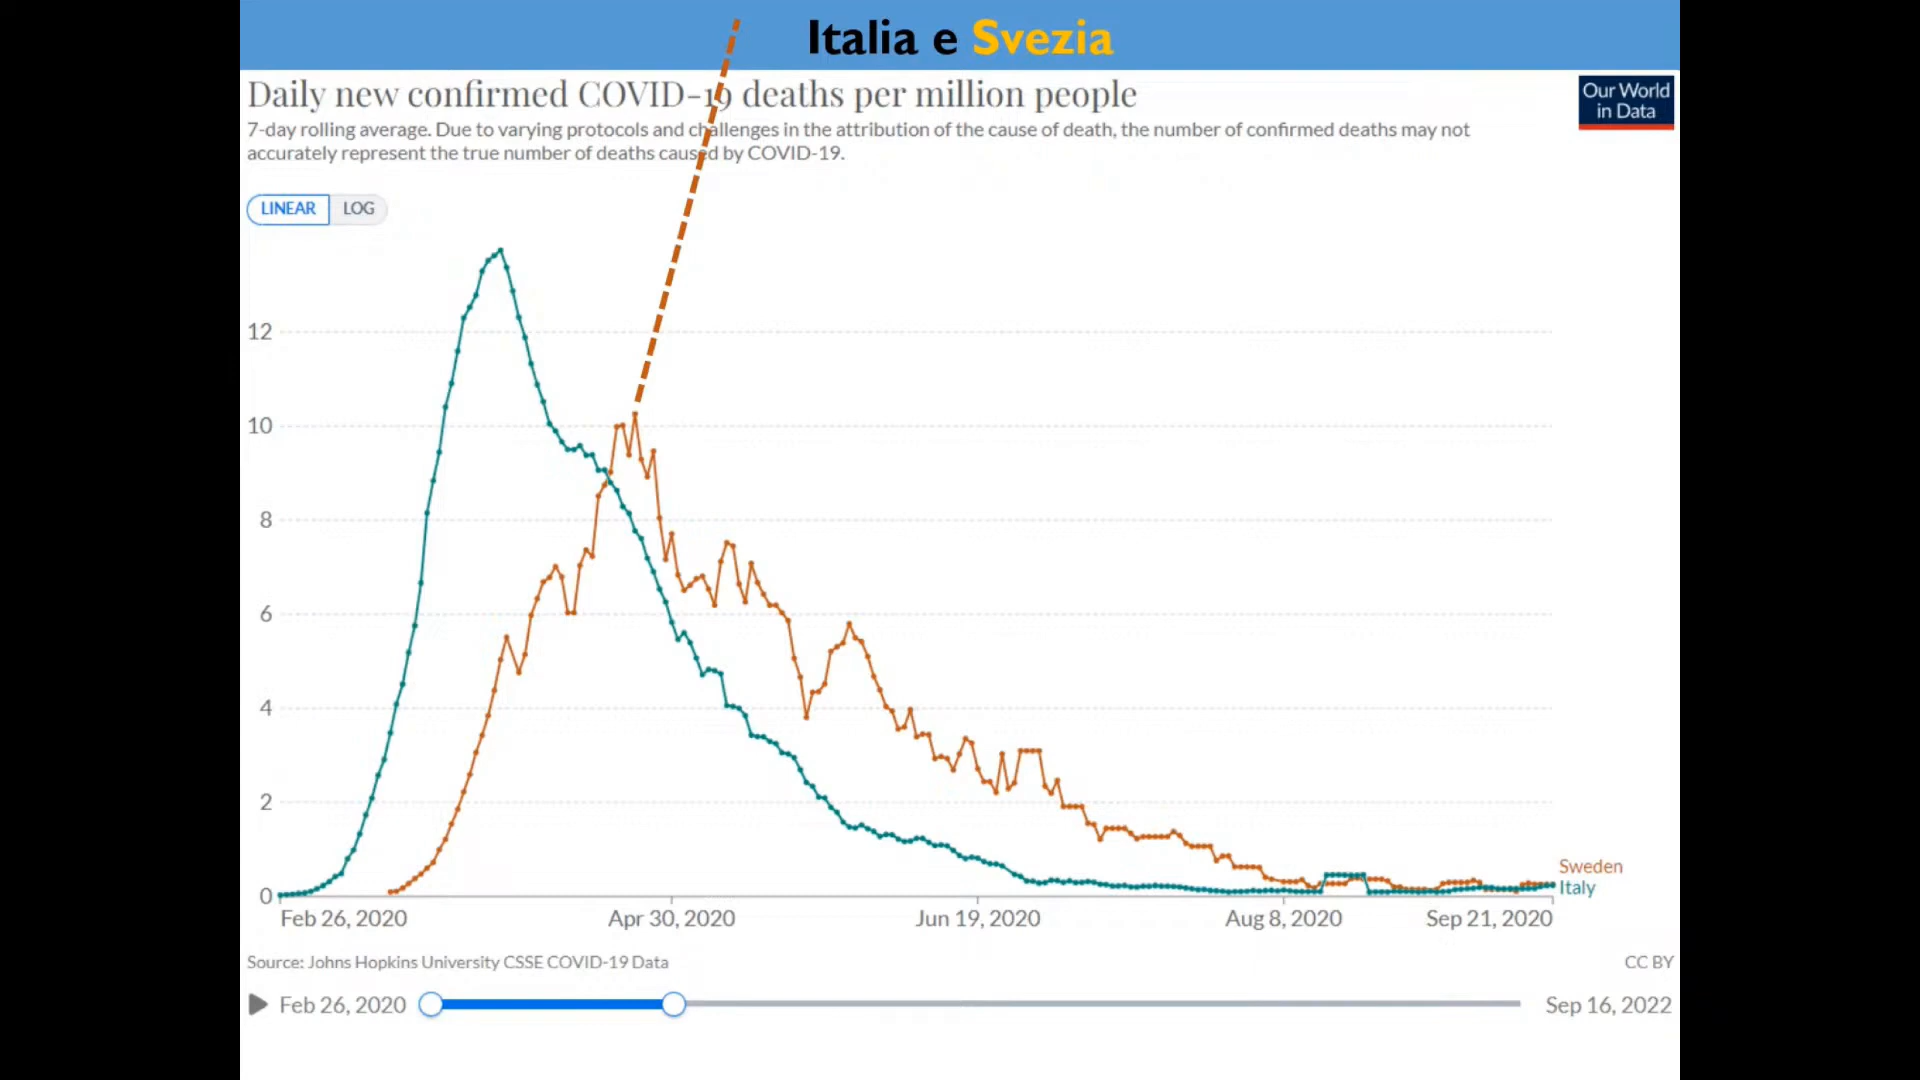 Italia e Svezia
Daily new confirmed COVID-19 deaths per million people
Our World
in Data
7-day rolling average. Due to varying protocols and challenges in the attribution of the cause of death, the number of confirmed deaths may not
accurately represent the true number of deaths caused by COVID-19.
LINEAR LOG
12
10
8
6
4
2
0
Sweden
Italy
Feb 26, 2020 Apr 30, 2020 Jun 19, 2020 Aug 8, 2020 Sep 21, 2020
Source: Johns Hopkins University CSSE COVID-19 Data CC BY
Feb 26, 2020 Sep 16, 2022